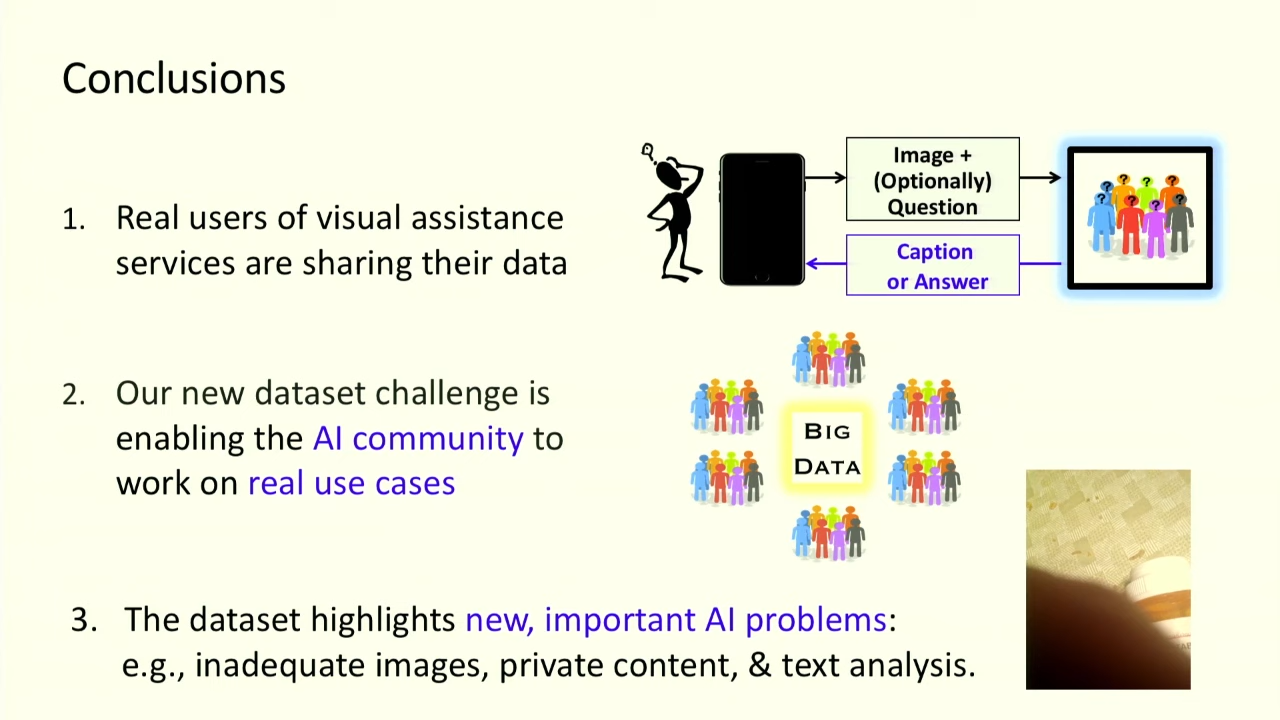 Conclusions
1. Real users of visual assistance
services are sharing their data
Image +
(Optionally)
Question
Caption
or Answer
2. Our new dataset challenge is
enabling the AI community to
work on real use cases
BIG
DATA
3. The dataset highlights new, important AI problems:
e.g., inadequate images, private content, & text analysis.